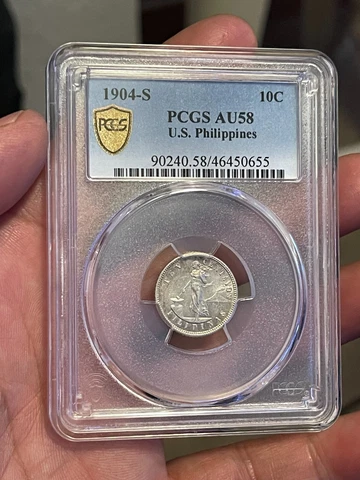 1904-S 10C
PCGS
PCGS AU58
U.S. Philippines
90240.58/46450655
FILIPINAS